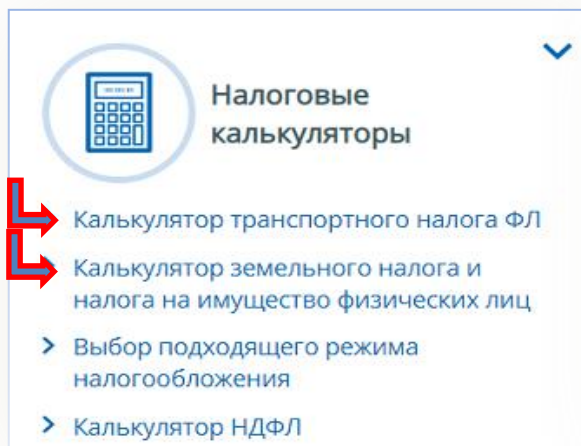 Налоговые
калькуляторы
Калькулятор транспортного налога ФЛ
Калькулятор земельного налога и
налога на имущество физических лиц
Выбор подходящего режима
налогообложения
Калькулятор НДФЛ